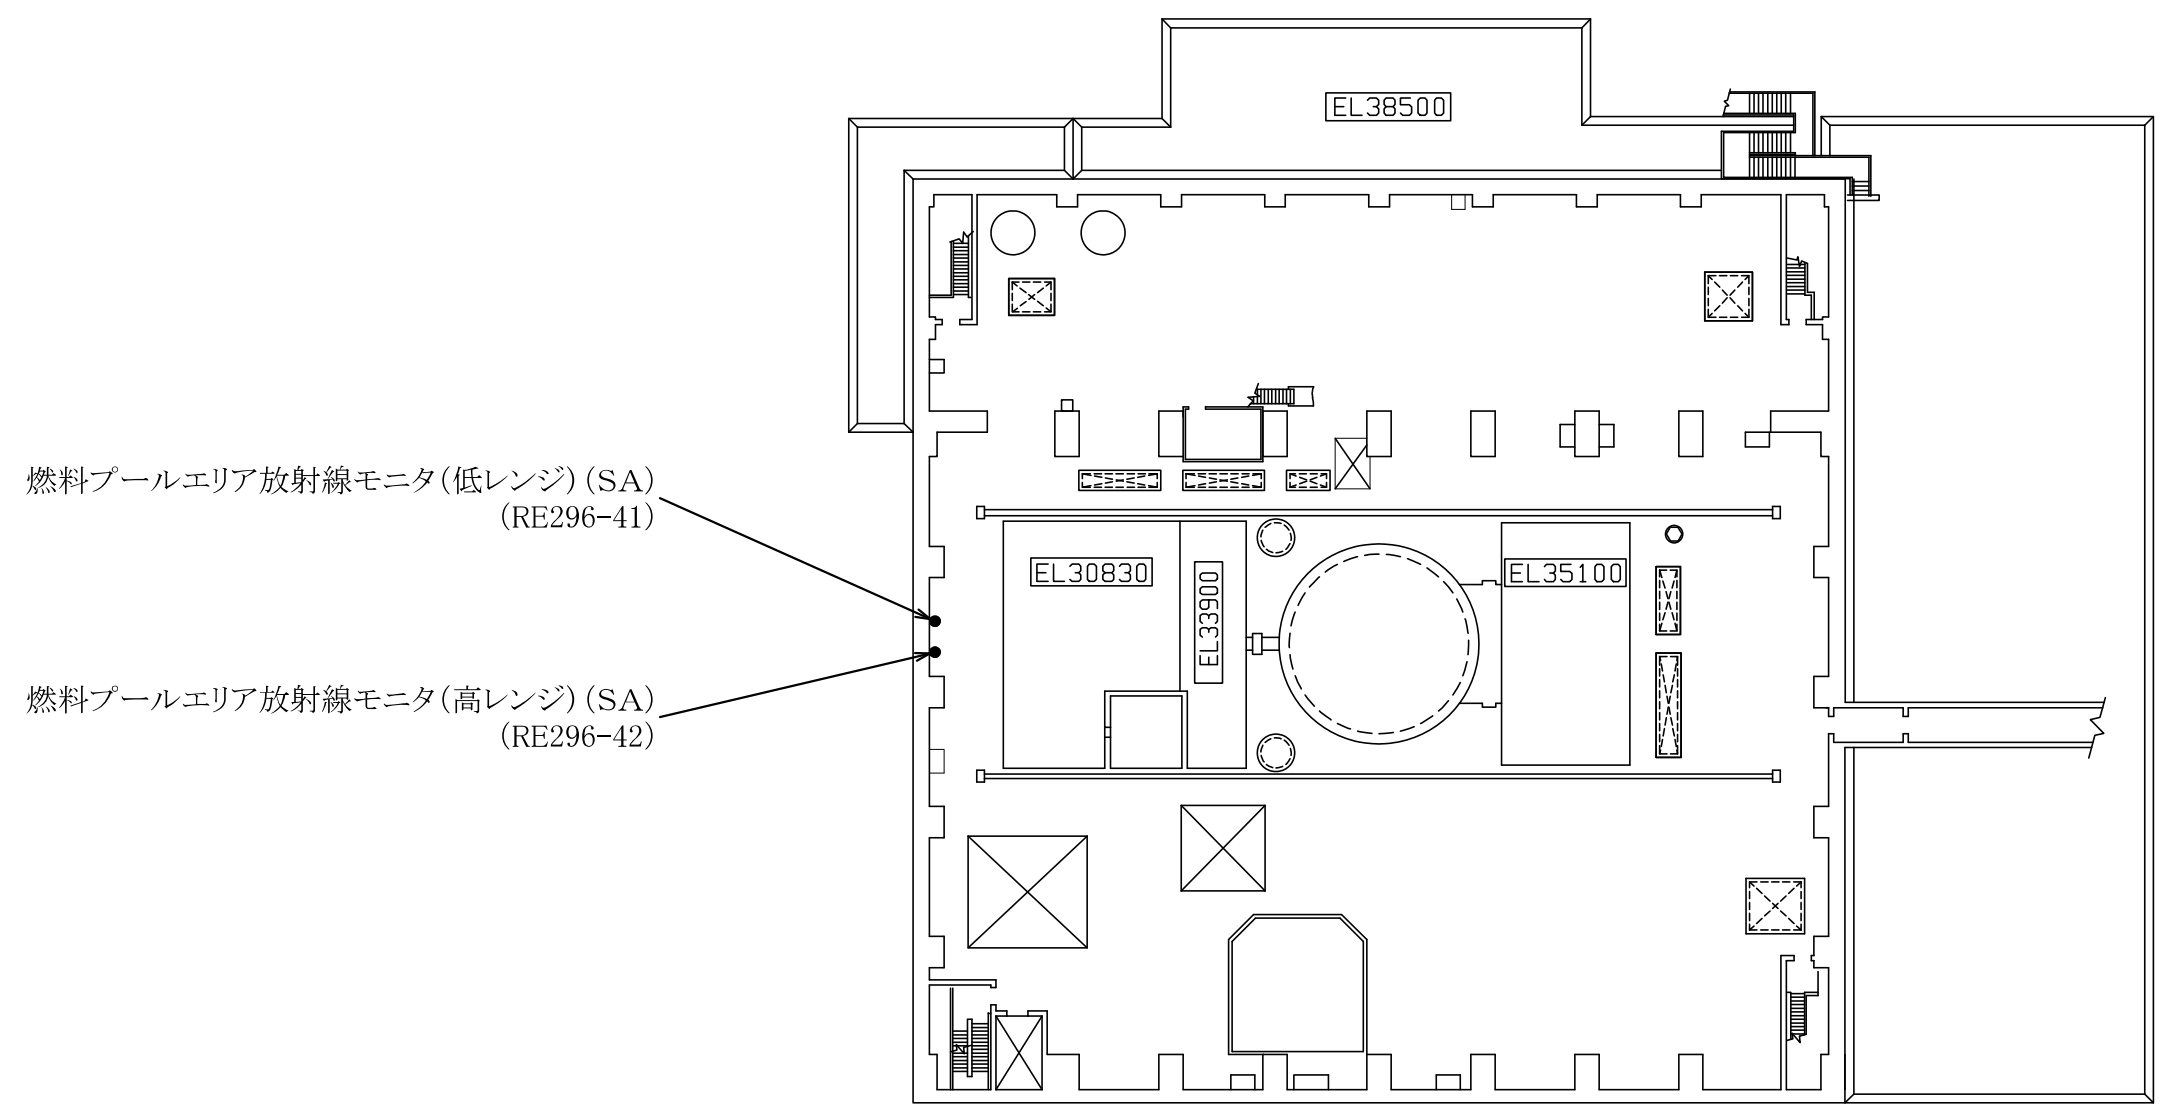 EL38500
燃料プールエリア放射線モニタ(低レンジ)(SA)
(RE296-41)
EL30830
EL33900
EL35100
燃料プールエリア放射線モニタ(高レンジ)(SA)
(RE296-42)